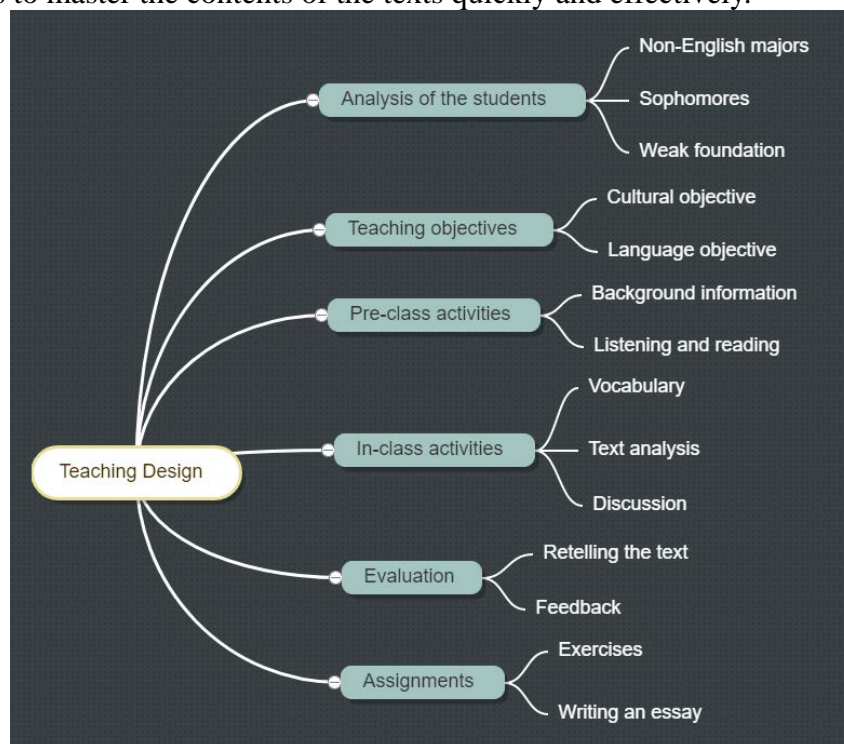 s to master the contents of the texts quickly and effectively.
Non-English majors
Analysis of the students
Sophomores
Weak foundation
Cultural objective
Teaching objectives
Language objective
Background information
Pre-class activities
Listening and reading
Vocabulary
In-class activities
Text analysis
Teaching Design
Discussion
Retelling the text
Evaluation
Feedback
Exercises
Assignments
Writing an essay